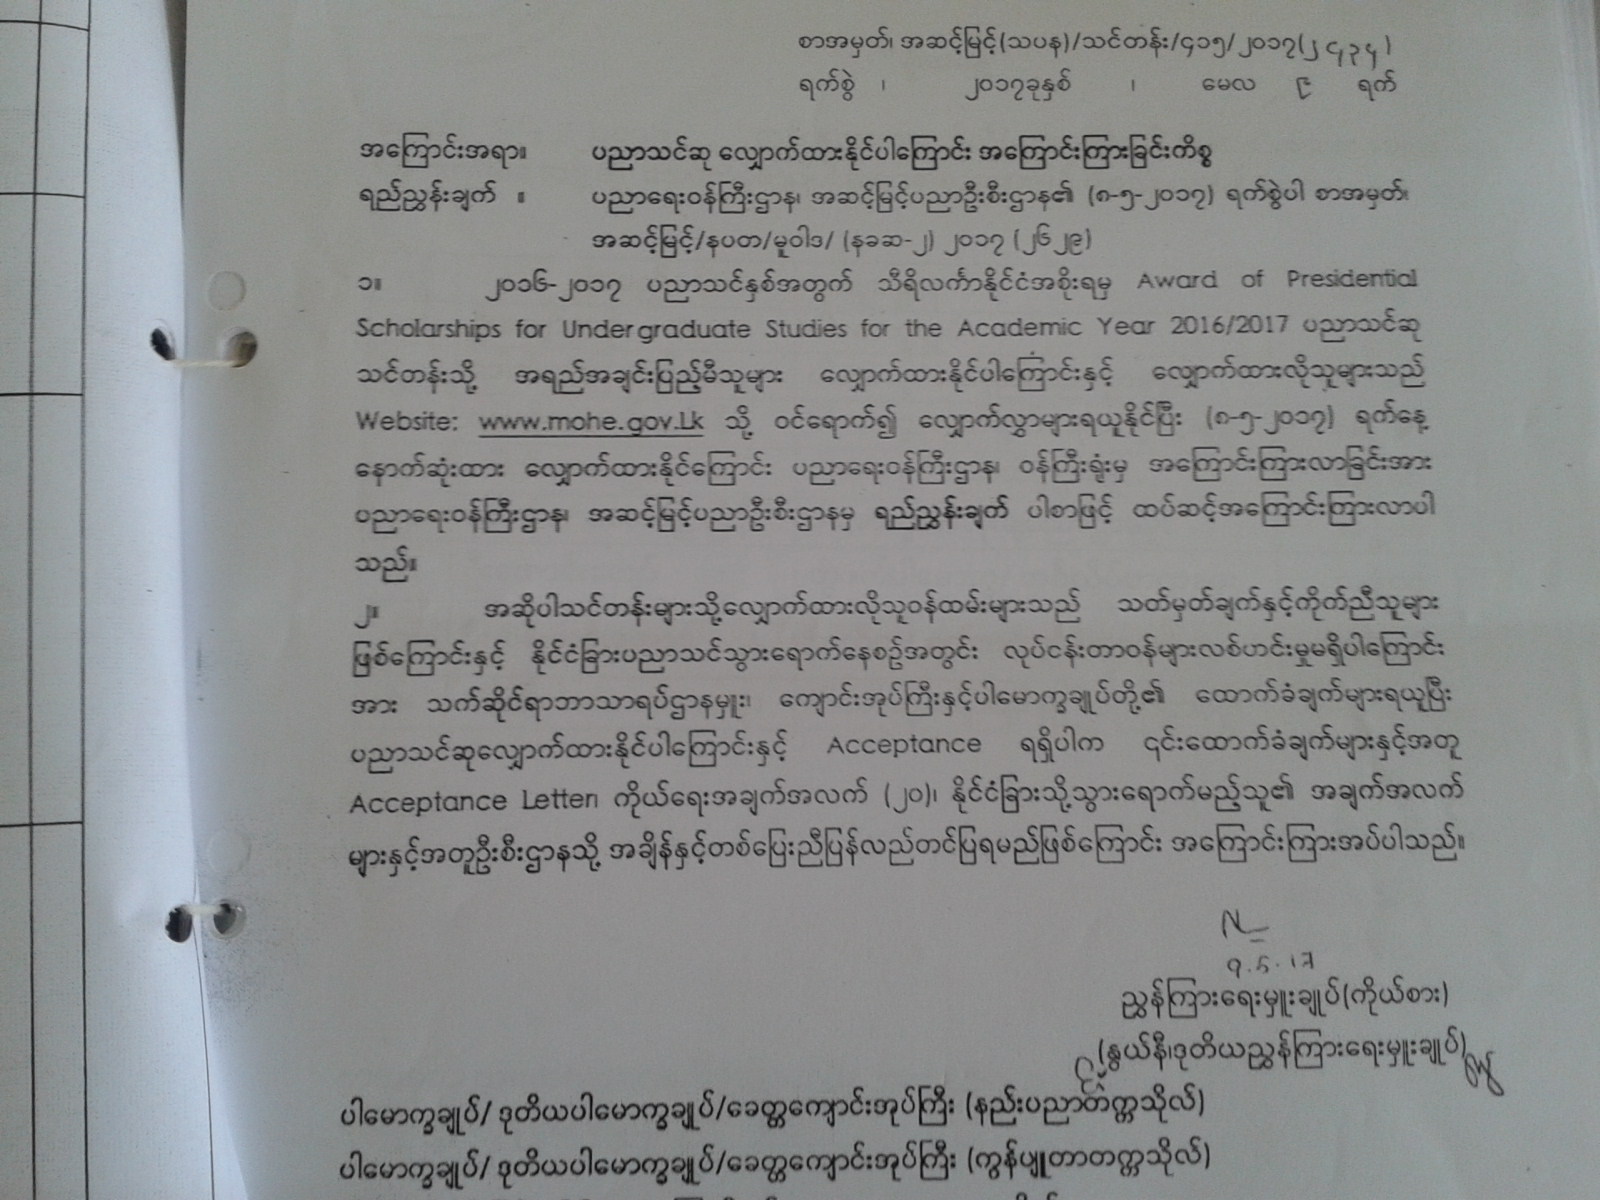 စာအမှတ်၊ အဆင့်မြင့်(သပန)/သင်တန်း/၄၁၅/၂၀၁၇(၂၄၃၄)
ရက်စွဲ ၊ ၂၀၁၇ခုနှစ် ၊ မေလ ၉ ရက်
အကြောင်းအရာ။ ပညာသင်ဆု လျှောက်ထားနိုင်ပါကြောင်း အကြောင်းကြားခြင်းကိစ္စ
ရည်ညွှန်းချက် ။ ပညာရေးဝန်ကြီးဌာန၊ အဆင့်မြင့်ပညာဦးစီးဌာန၏ (၈-၅-၂၀၁၇) ရက်စွဲပါ စာအမှတ်၊
အဆင့်မြင့်/နပတ/မူဝါဒ/ (နခဆ-၂) ၂၀၁၇ (၂၆၂၉)
၁။ ၂၀၁၆-၂၀၁၇ ပညာသင်နှစ်အတွက် သီရိလင်္ကာနိုင်ငံအစိုးရမှ Award of Presidential
Scholarships for Undergraduate Studies for the Academic Year 2016/2017 ပညာသင်ဆု
သင်တန်းသို့ အရည်အချင်းပြည့်မီသူများ လျှောက်ထားနိုင်ပါကြောင်းနှင့် လျှောက်ထားလိုသူများသည်
Website: www.mohe.gov.Lk သို့ ဝင်ရောက်၍ လျှောက်လွှာများရယူနိုင်ပြီး (၈-၅-၂၀၁၇) ရက်နေ့
နောက်ဆုံးထား လျှောက်ထားနိုင်ကြောင်း ပညာရေးဝန်ကြီးဌာန၊ ဝန်ကြီးရုံးမှ အကြောင်းကြားလာခြင်းအား
ပညာရေးဝန်ကြီးဌာန၊ အဆင့်မြင့်ပညာဦးစီးဌာနမှ ရည်ညွှန်းချက် ပါစာဖြင့် ထပ်ဆင့်အကြောင်းကြားလာပါ
သည်။
၂။ အဆိုပါသင်တန်းများသို့လျှောက်ထားလိုသူဝန်ထမ်းများသည် သတ်မှတ်ချက်နှင့်ကိုက်ညီသူများ
ဖြစ်ကြောင်းနှင့် နိုင်ငံခြားပညာသင်သွားရောက်နေစဉ်အတွင်း လုပ်ငန်းတာဝန်များလစ်ဟင်းမှုမရှိပါကြောင်း
အား သက်ဆိုင်ရာဘာသာရပ်ဌာနမှူး၊ ကျောင်းအုပ်ကြီးနှင့်ပါမောက္ခချုပ်တို့၏ ထောက်ခံချက်များရယူပြီး
ပညာသင်ဆုလျှောက်ထားနိုင်ပါကြောင်းနှင့် Acceptance ရရှိပါက ၎င်းထောက်ခံချက်များနှင့်အတူ
Acceptance Letter၊ ကိုယ်ရေးအချက်အလက် (၂၀)၊ နိုင်ငံခြားသို့သွားရောက်မည့်သူ၏ အချက်အလက်
များနှင့်အတူဦးစီးဌာနသို့ အချိန်နှင့်တစ်ပြေးညီပြန်လည်တင်ပြရမည်ဖြစ်ကြောင်း အကြောင်းကြားအပ်ပါသည်။
9.5.17
ညွှန်ကြားရေးမှူးချုပ်(ကိုယ်စား)
(နွယ်နီ၊ဒုတိယညွှန်ကြားရေးမှူးချုပ်)
ပါမောက္ခချုပ်/ ဒုတိယပါမောက္ခချုပ်/ခေတ္တကျောင်းအုပ်ကြီး (နည်းပညာတက္ကသိုလ်)
ပါမောက္ခချုပ်/ ဒုတိယပါမောက္ခချုပ်/ခေတ္တကျောင်းအုပ်ကြီး (ကွန်ပျူတာတက္ကသိုလ်)